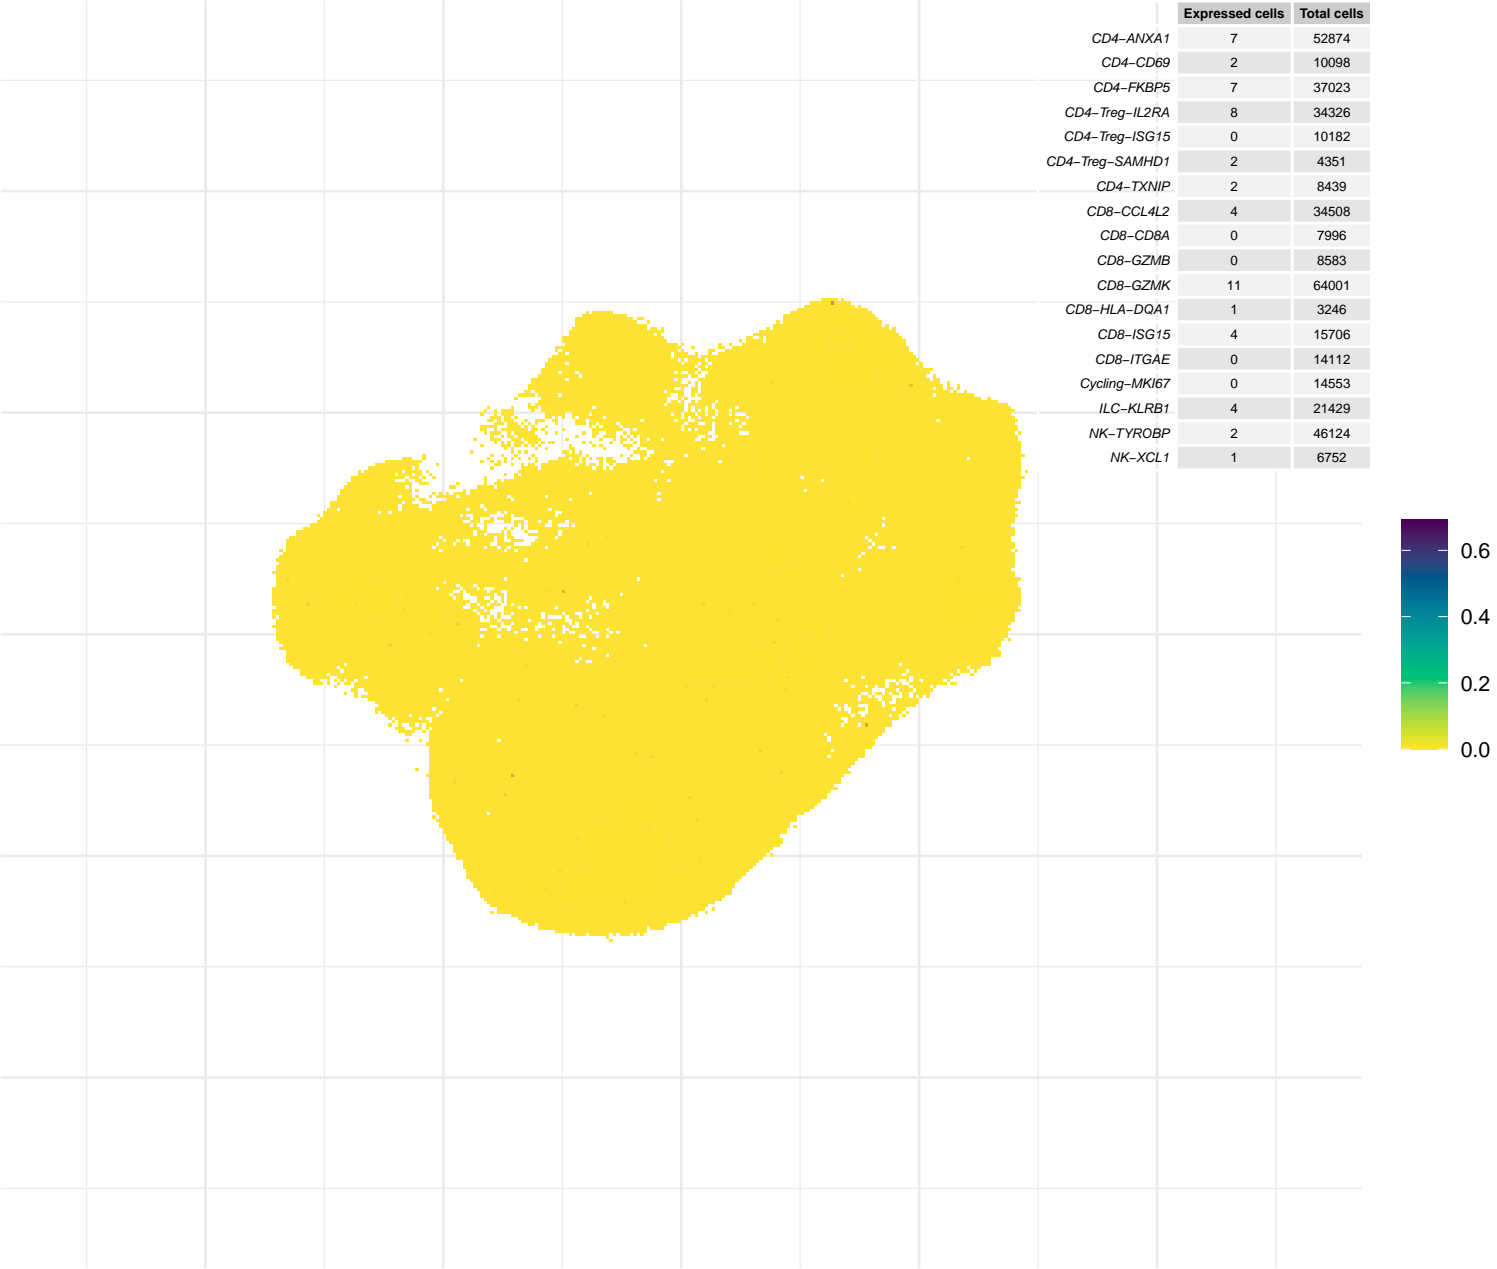 Expressed cells Total cells
CD4−ANXA1 7 52874
CD4−CD69 2 10098
CD4−FKBP5 7 37023
CD4−Treg−IL2RA 8 34326
CD4−Treg−ISG15 0 10182
CD4−Treg−SAMHD1 2 4351
CD4−TXNIP 2 8439
CD8−CCL4L2 4 34508
CD8−CD8A 0 7996
CD8−GZMB 0 8583
CD8−GZMK 11 64001
CD8−HLA−DQA1 1 3246
CD8−ISG15 4 15706
CD8−ITGAE 0 14112
Cycling−MKI67 0 14553
ILC−KLRB1 4 21429
NK−TYROBP 2 46124
NK−XCL1 1 6752
0.6
0.4
0.2
0.0